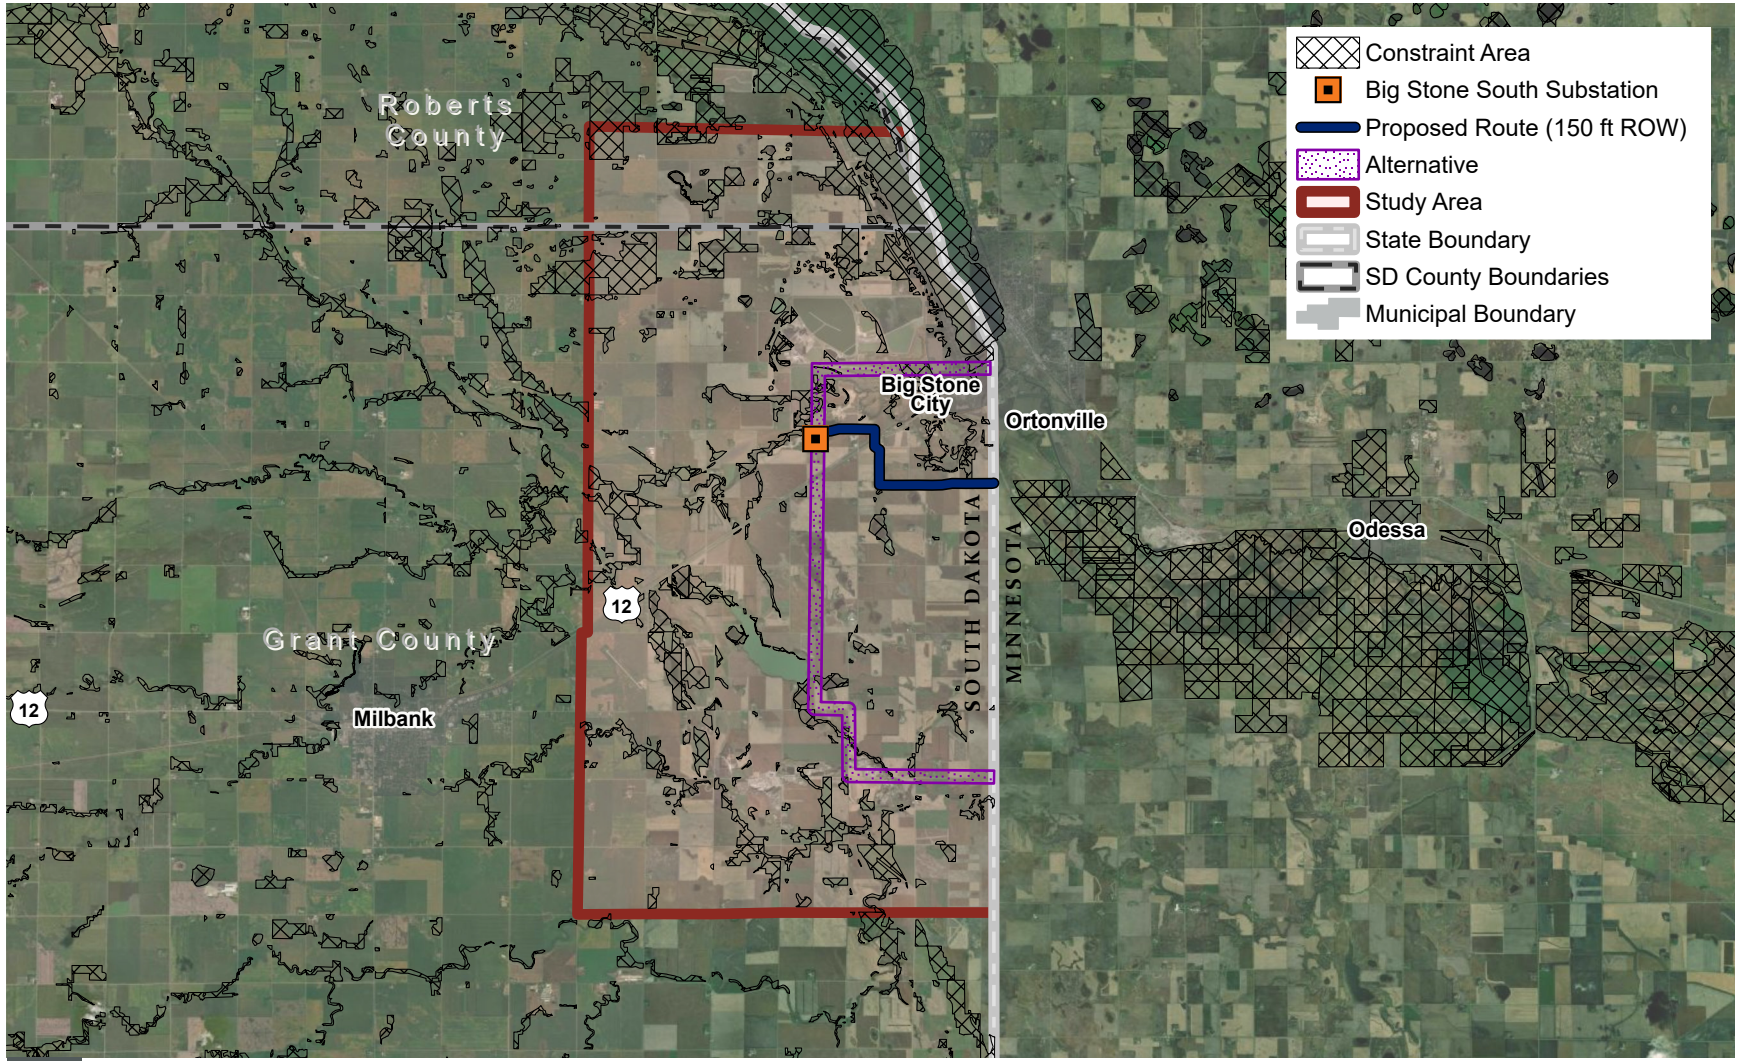 Constraint Area
Big Stone South Substation
Proposed Route (150 ft ROW)
Alternative
Study Area
State Boundary
SD County Boundaries
Municipal Boundary
Roberts
County
Big Stone
City
Ortonville
Odessa
SOUTH DAKOTA
MINNESOTA
12
Grant County
12
Milbank